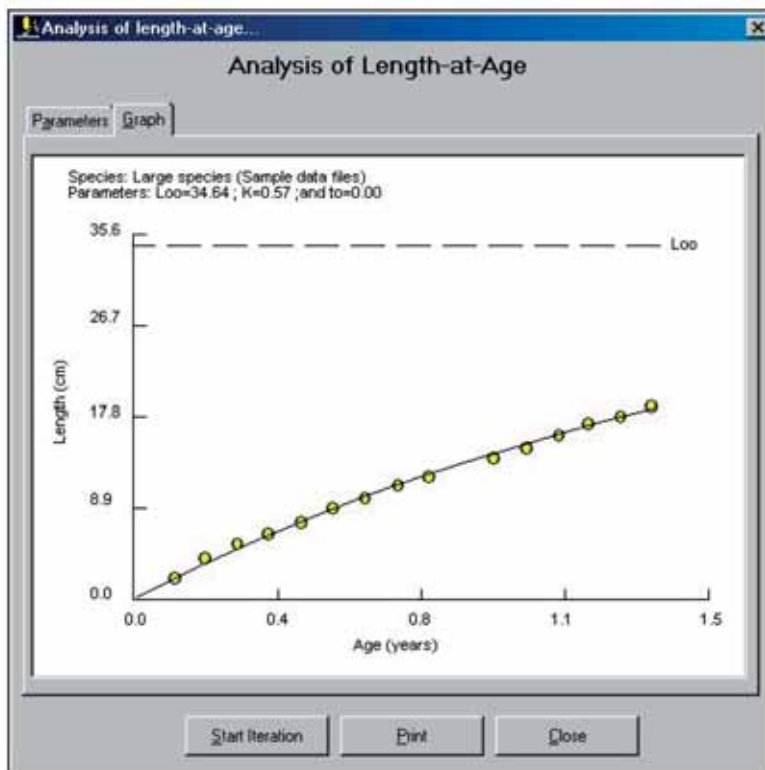 Analysis of length-at-age...
Analysis of Length-at-Age
Parameters
Graph
Species: Large species (Sample data files)
Parameters: Loo=34.64 ; K=0.57 ;and to=0.00
35.6
Loo
26.7
17.8
8.9
0.0
Length (cm)
0.0 0.4 0.8 1.1 1.5
Age (years)
Start Iteration
Print
Close